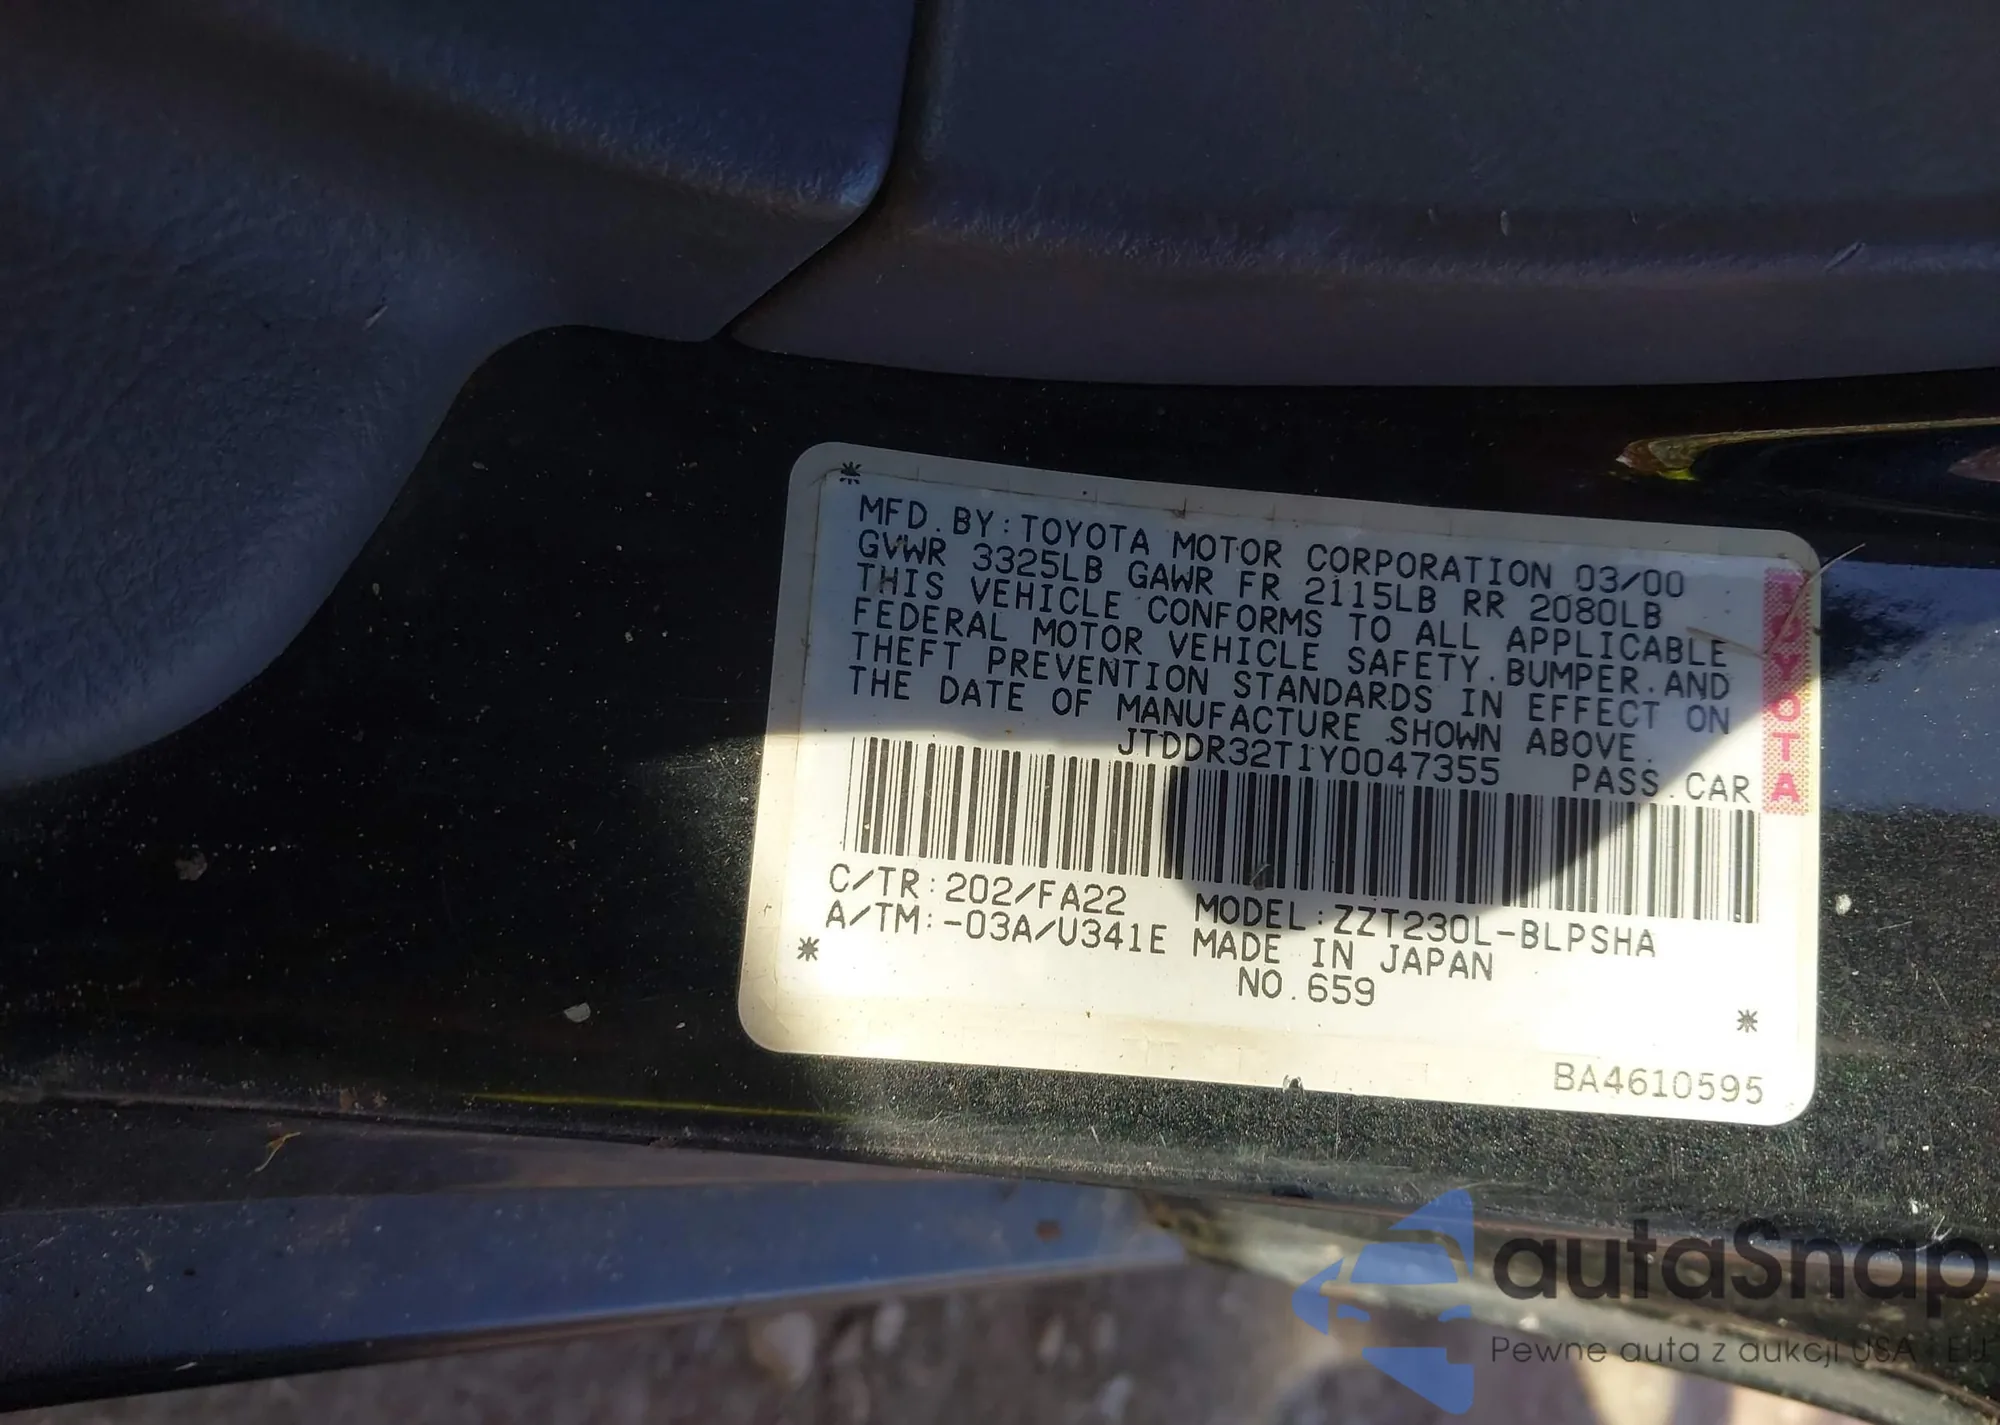 MFD.BY:TOYOTA MOTOR CORPORATION 03/00
GVWR 3325LB GAWR FR 2115LB RR 2080LB
THIS VEHICLE CONFORMS TO ALL APPLICABLE
FEDERAL MOTOR VEHICLE SAFETY.BUMPER.AND
THEFT PREVENTION STANDARDS IN EFFECT ON
THE DATE OF MANUFACTURE SHOWN ABOVE.
JTDDR32T1Y0047355 PASS.CAR
TOYOTA
C/TR:202/FA22 MODEL:ZZT230L-BLPSHA
A/TM:-03A/U341E MADE IN JAPAN
NO.659
BA4610595
autaSnap
Pewne auta z aukcji USA i EU